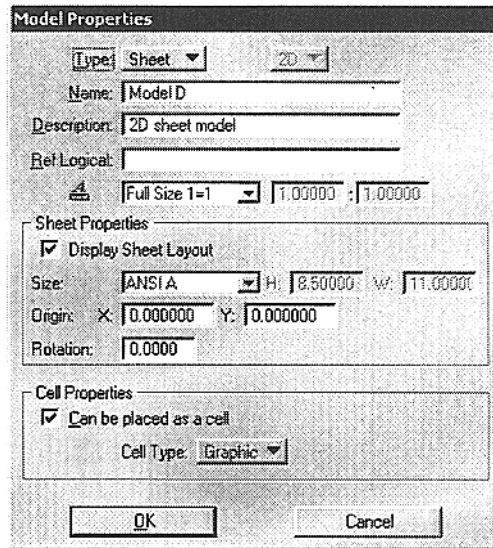 Model Properties
Type: Sheet 2D
Name: Model D
Description: 2D sheet model
Ref Logical:
Full Size 1=1 1.00000 : 1.00000
Sheet Properties
Display Sheet Layout
Size: ANSI A H: 8.50000 W: 11.0000
Origin: X: 0.000000 Y: 0.000000
Rotation: 0.0000
Cell Properties
Can be placed as a cell
Cell Type: Graphic
OK Cancel